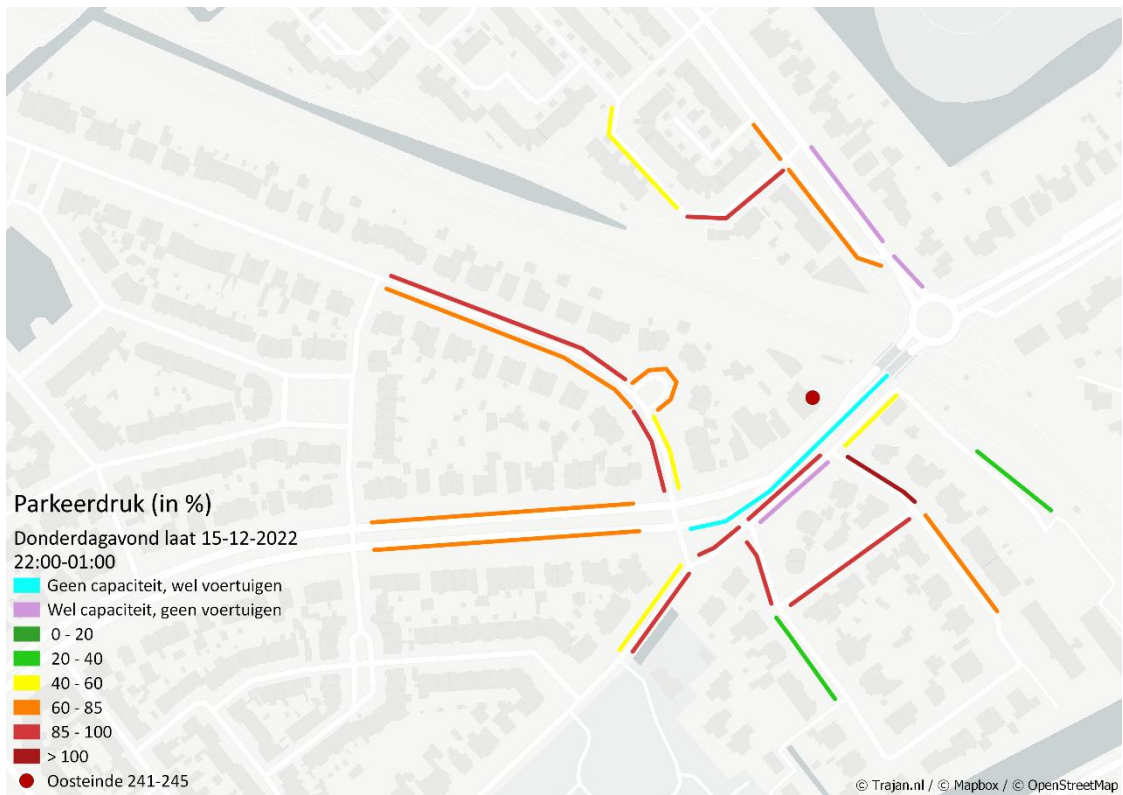 Parkeerdruk (in %)
Donderdagavond laat 15-12-2022
22:00-01:00
Geen capaciteit, wel voertuigen
Wel capaciteit, geen voertuigen
0 - 20
20 - 40
40 - 60
60 - 85
85 - 100
> 100
Oosteinde 241-245
© Trajan.nl / © Mapbox / © OpenStreetMap